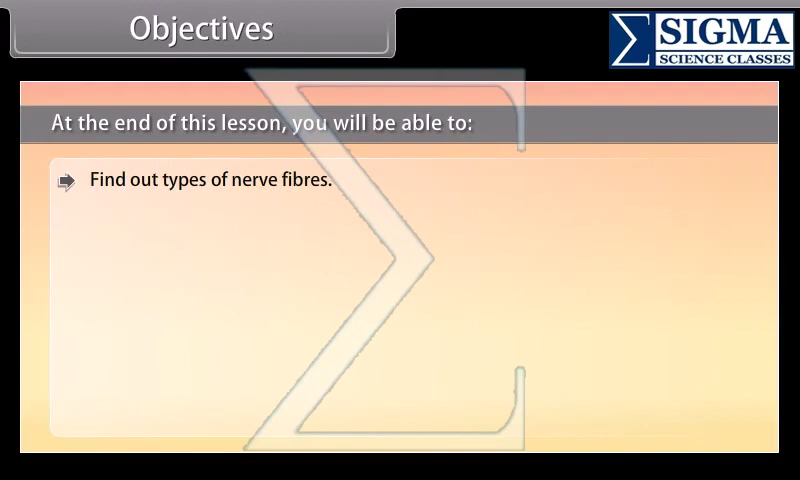 Objectives
SIGMA
SCIENCE CLASSES
At the end of this lesson, you will be able to:
Find out types of nerve fibres.